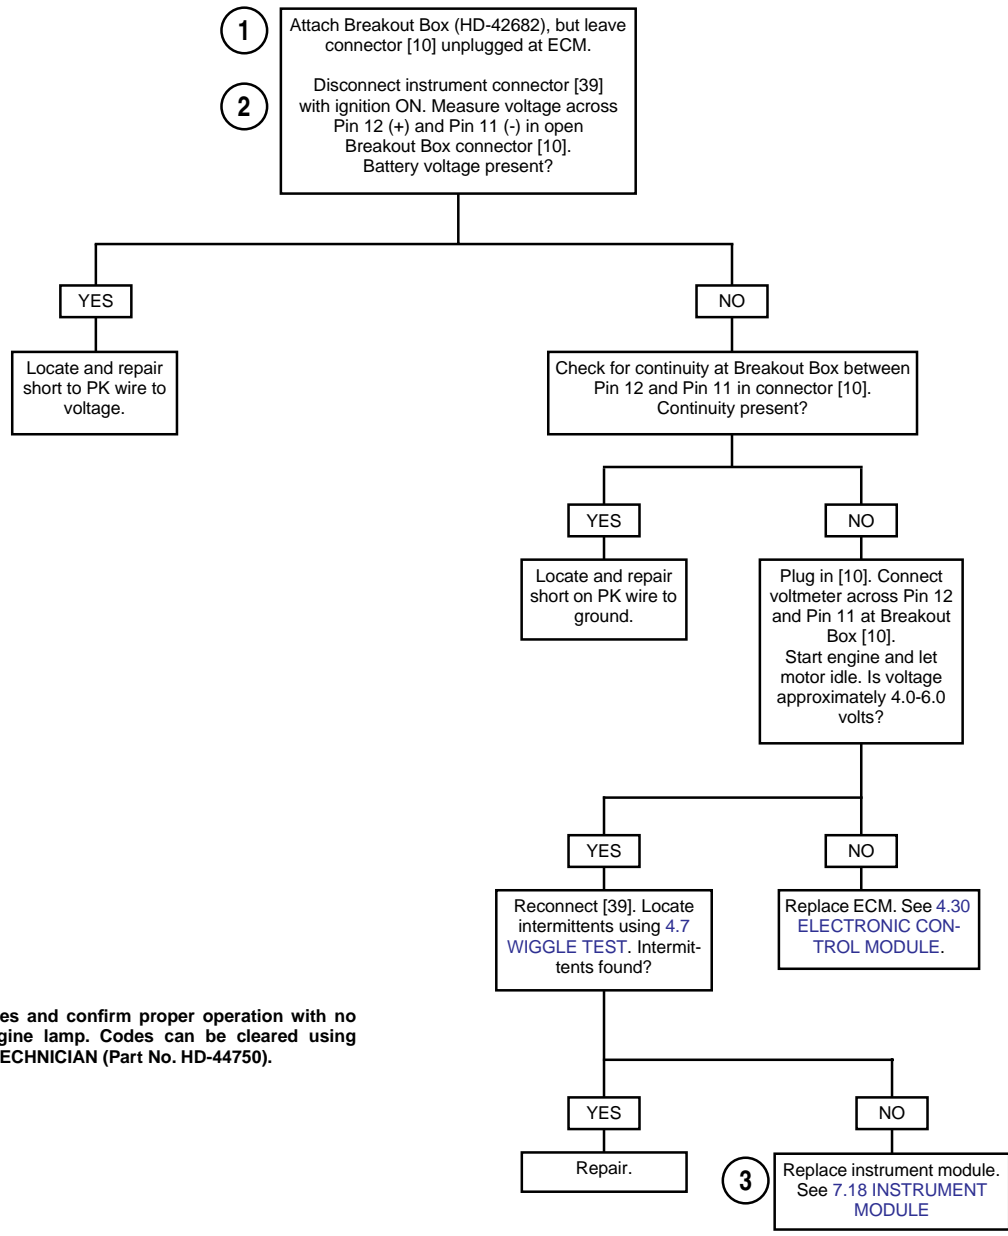 1
Attach Breakout Box (HD-42682), but leave
connector [10] unplugged at ECM.
2
Disconnect instrument connector [39]
with ignition ON. Measure voltage across
Pin 12 (+) and Pin 11 (-) in open
Breakout Box connector [10].
Battery voltage present?
YES
NO
Locate and repair
short to PK wire to
voltage.
Check for continuity at Breakout Box between
Pin 12 and Pin 11 in connector [10].
Continuity present?
YES
NO
Locate and repair
short on PK wire to
ground.
Plug in [10]. Connect
voltmeter across Pin 12
and Pin 11 at Breakout
Box [10].
Start engine and let
motor idle. Is voltage
approximately 4.0-6.0
volts?
YES
NO
Reconnect [39]. Locate
intermittents using 4.7
WIGGLE TEST. Intermit-
tents found?
Replace ECM. See 4.30
ELECTRONIC CON-
TROL MODULE.
es and confirm proper operation with no
gine lamp. Codes can be cleared using
ECHNICIAN (Part No. HD-44750).
YES
NO
Repair.
3
Replace instrument module.
See 7.18 INSTRUMENT
MODULE